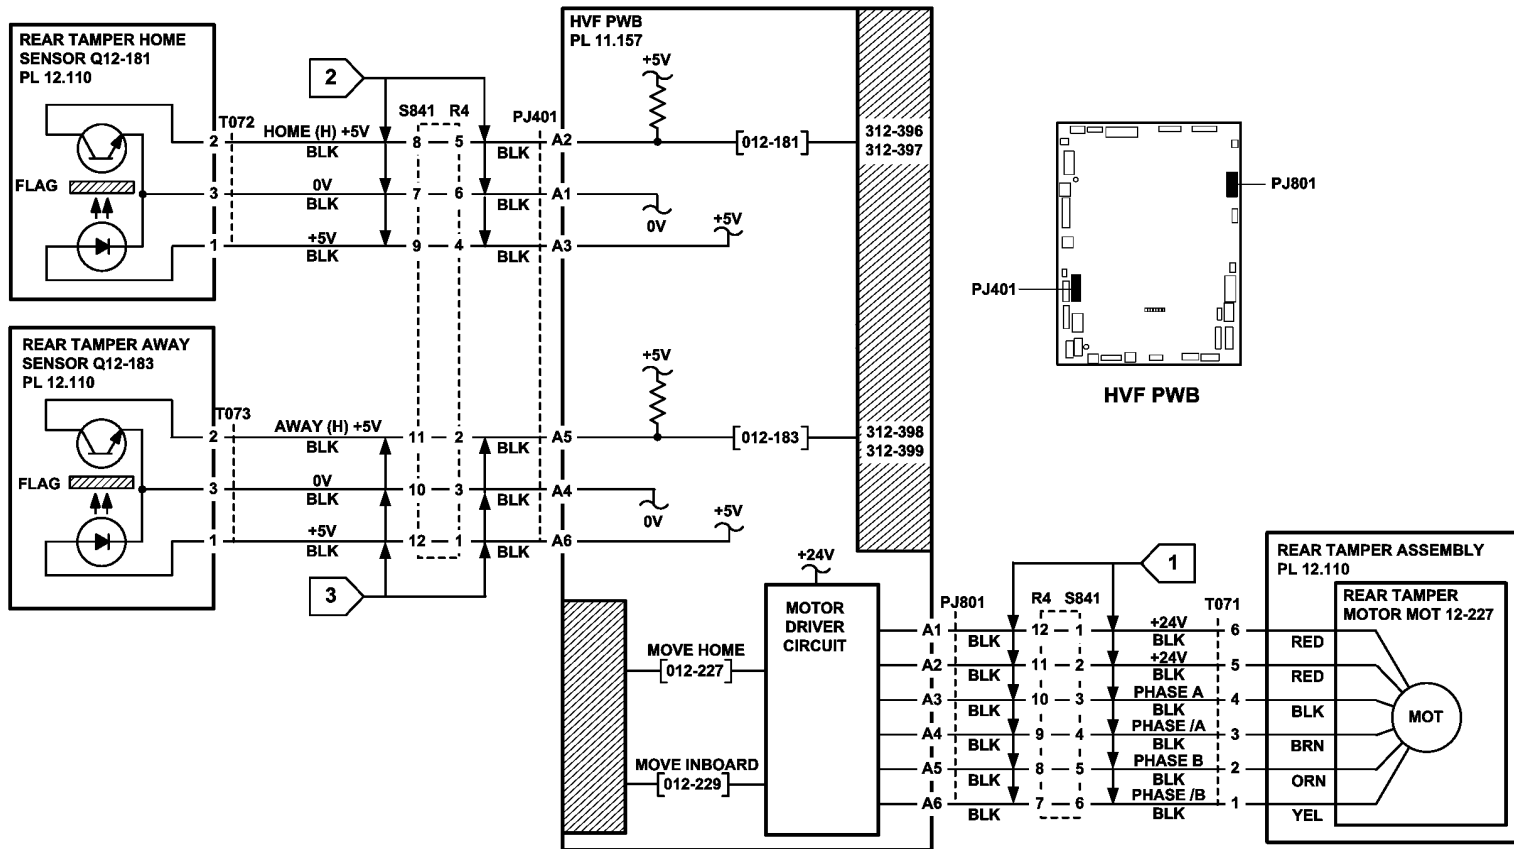 REAR TAMPER HOME
SENSOR Q12-181
PL 12.110
FLAG
T072
2
3
1
HOME (H) +5V
BLK
0V
BLK
+5V
BLK
2
S841 R4
8 5
7 6
9 4
BLK
BLK
BLK
PJ401
A2
A1
A3
HVF PWB
PL 11.157
+5V
012-181
0V
+5V
312-396
312-397
REAR TAMPER AWAY
SENSOR Q12-183
PL 12.110
FLAG
T073
2
3
1
AWAY (H) +5V
BLK
0V
BLK
+5V
BLK
3
11 2
10 3
12 1
BLK
BLK
BLK
A5
A4
A6
+5V
012-183
0V
+5V
312-398
312-399
PJ801
PJ401
HVF PWB
MOVE HOME
012-227
MOVE INBOARD
012-229
+24V
MOTOR
DRIVER
CIRCUIT
PJ801
A1
A2
A3
A4
A5
A6
BLK
BLK
BLK
BLK
BLK
BLK
1
R4 S841
12 1
11 2
10 3
9 4
8 5
7 6
+24V
BLK
+24V
BLK
PHASE A
BLK
PHASE /A
BLK
PHASE B
BLK
PHASE /B
BLK
T071
6
5
4
3
2
1
REAR TAMPER ASSEMBLY
PL 12.110
REAR TAMPER
MOTOR MOT 12-227
RED
RED
BLK
BRN
ORN
YEL
MOT